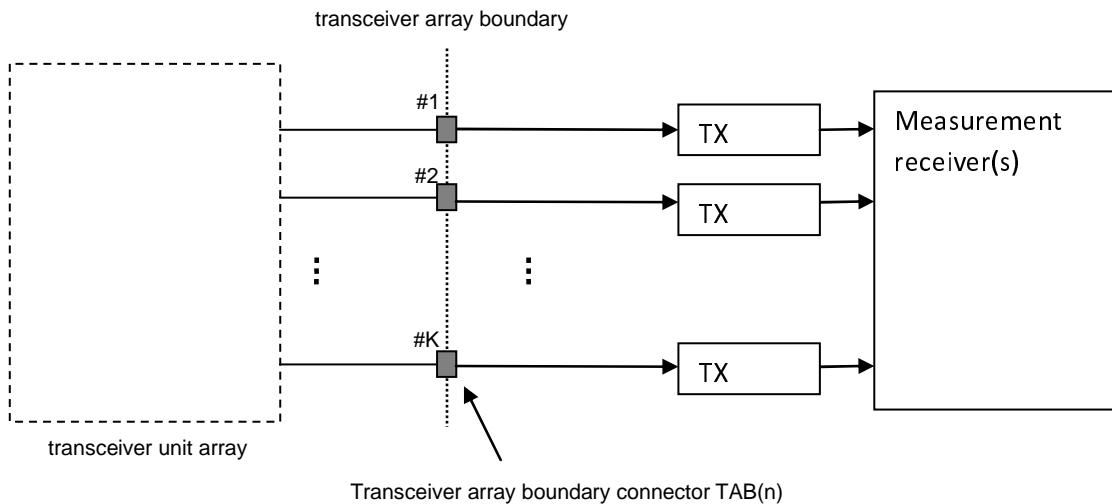 transceiver array boundary
#1
TX
Measurement
receiver(s)
#2
TX
#K
TX
transceiver unit array
Transceiver array boundary connector TAB(n)